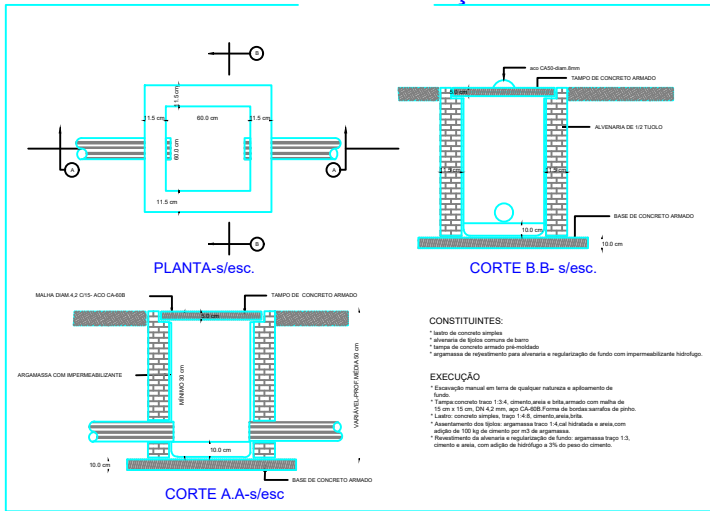 B
11.5 cm
11.5 cm
60.0 cm
11.5 cm
60.0 cm
A
A
11.5 cm
B
PLANTA-s/esc.
aco CA50-diam.8mm
TAMPO DE CONCRETO ARMADO
5.0 cm
ALVENARIA DE 1/2 TIJOLO
11.5 cm
11.5 cm
BASE DE CONCRETO ARMADO
10.0 cm
10.0 cm
CORTE B.B- s/esc.
MALHA DIAM.4,2 C/15- ACO CA-60B
TAMPO DE CONCRETO ARMADO
5.0 cm
ARGAMASSA COM IMPERMEABILIZANTE
MÍNIMO 30 cm
VARIÁVEL-PROF.MÉDIA 50 cm
10.0 cm
10.0 cm
BASE DE CONCRETO ARMADO
CORTE A.A-s/esc
CONSTITUINTES:
* lastro de concreto simples
* alvenaria de tijolos comuns de barro
* tampa de concreto armado pré-moldado
* argamassa de revestimento para alvenaria e regularização de fundo com impermeabilizante hidrofugo.
EXECUÇÃO
* Escavação manual em terra de qualquer natureza e apiloamento de
fundo.
* Tampa:concreto traco 1:3:4, cimento,areia e brita,armado com malha de
15 cm x 15 cm, DN 4,2 mm, aço CA-60B.Forma de bordas:sarrafos de pinho.
* Lastro: concreto simples, traço 1:4:8, cimento,areia,brita.
* Assentamento dos tijolos: argamassa traco 1:4,cal hidratada e areia,com
adição de 100 kg de cimento por m3 de argamassa.
* Revestimento da alvenaria e regularização de fundo: argamassa traço 1:3,
cimento e areia, com adição de hidrófugo a 3% do peso do cimento.